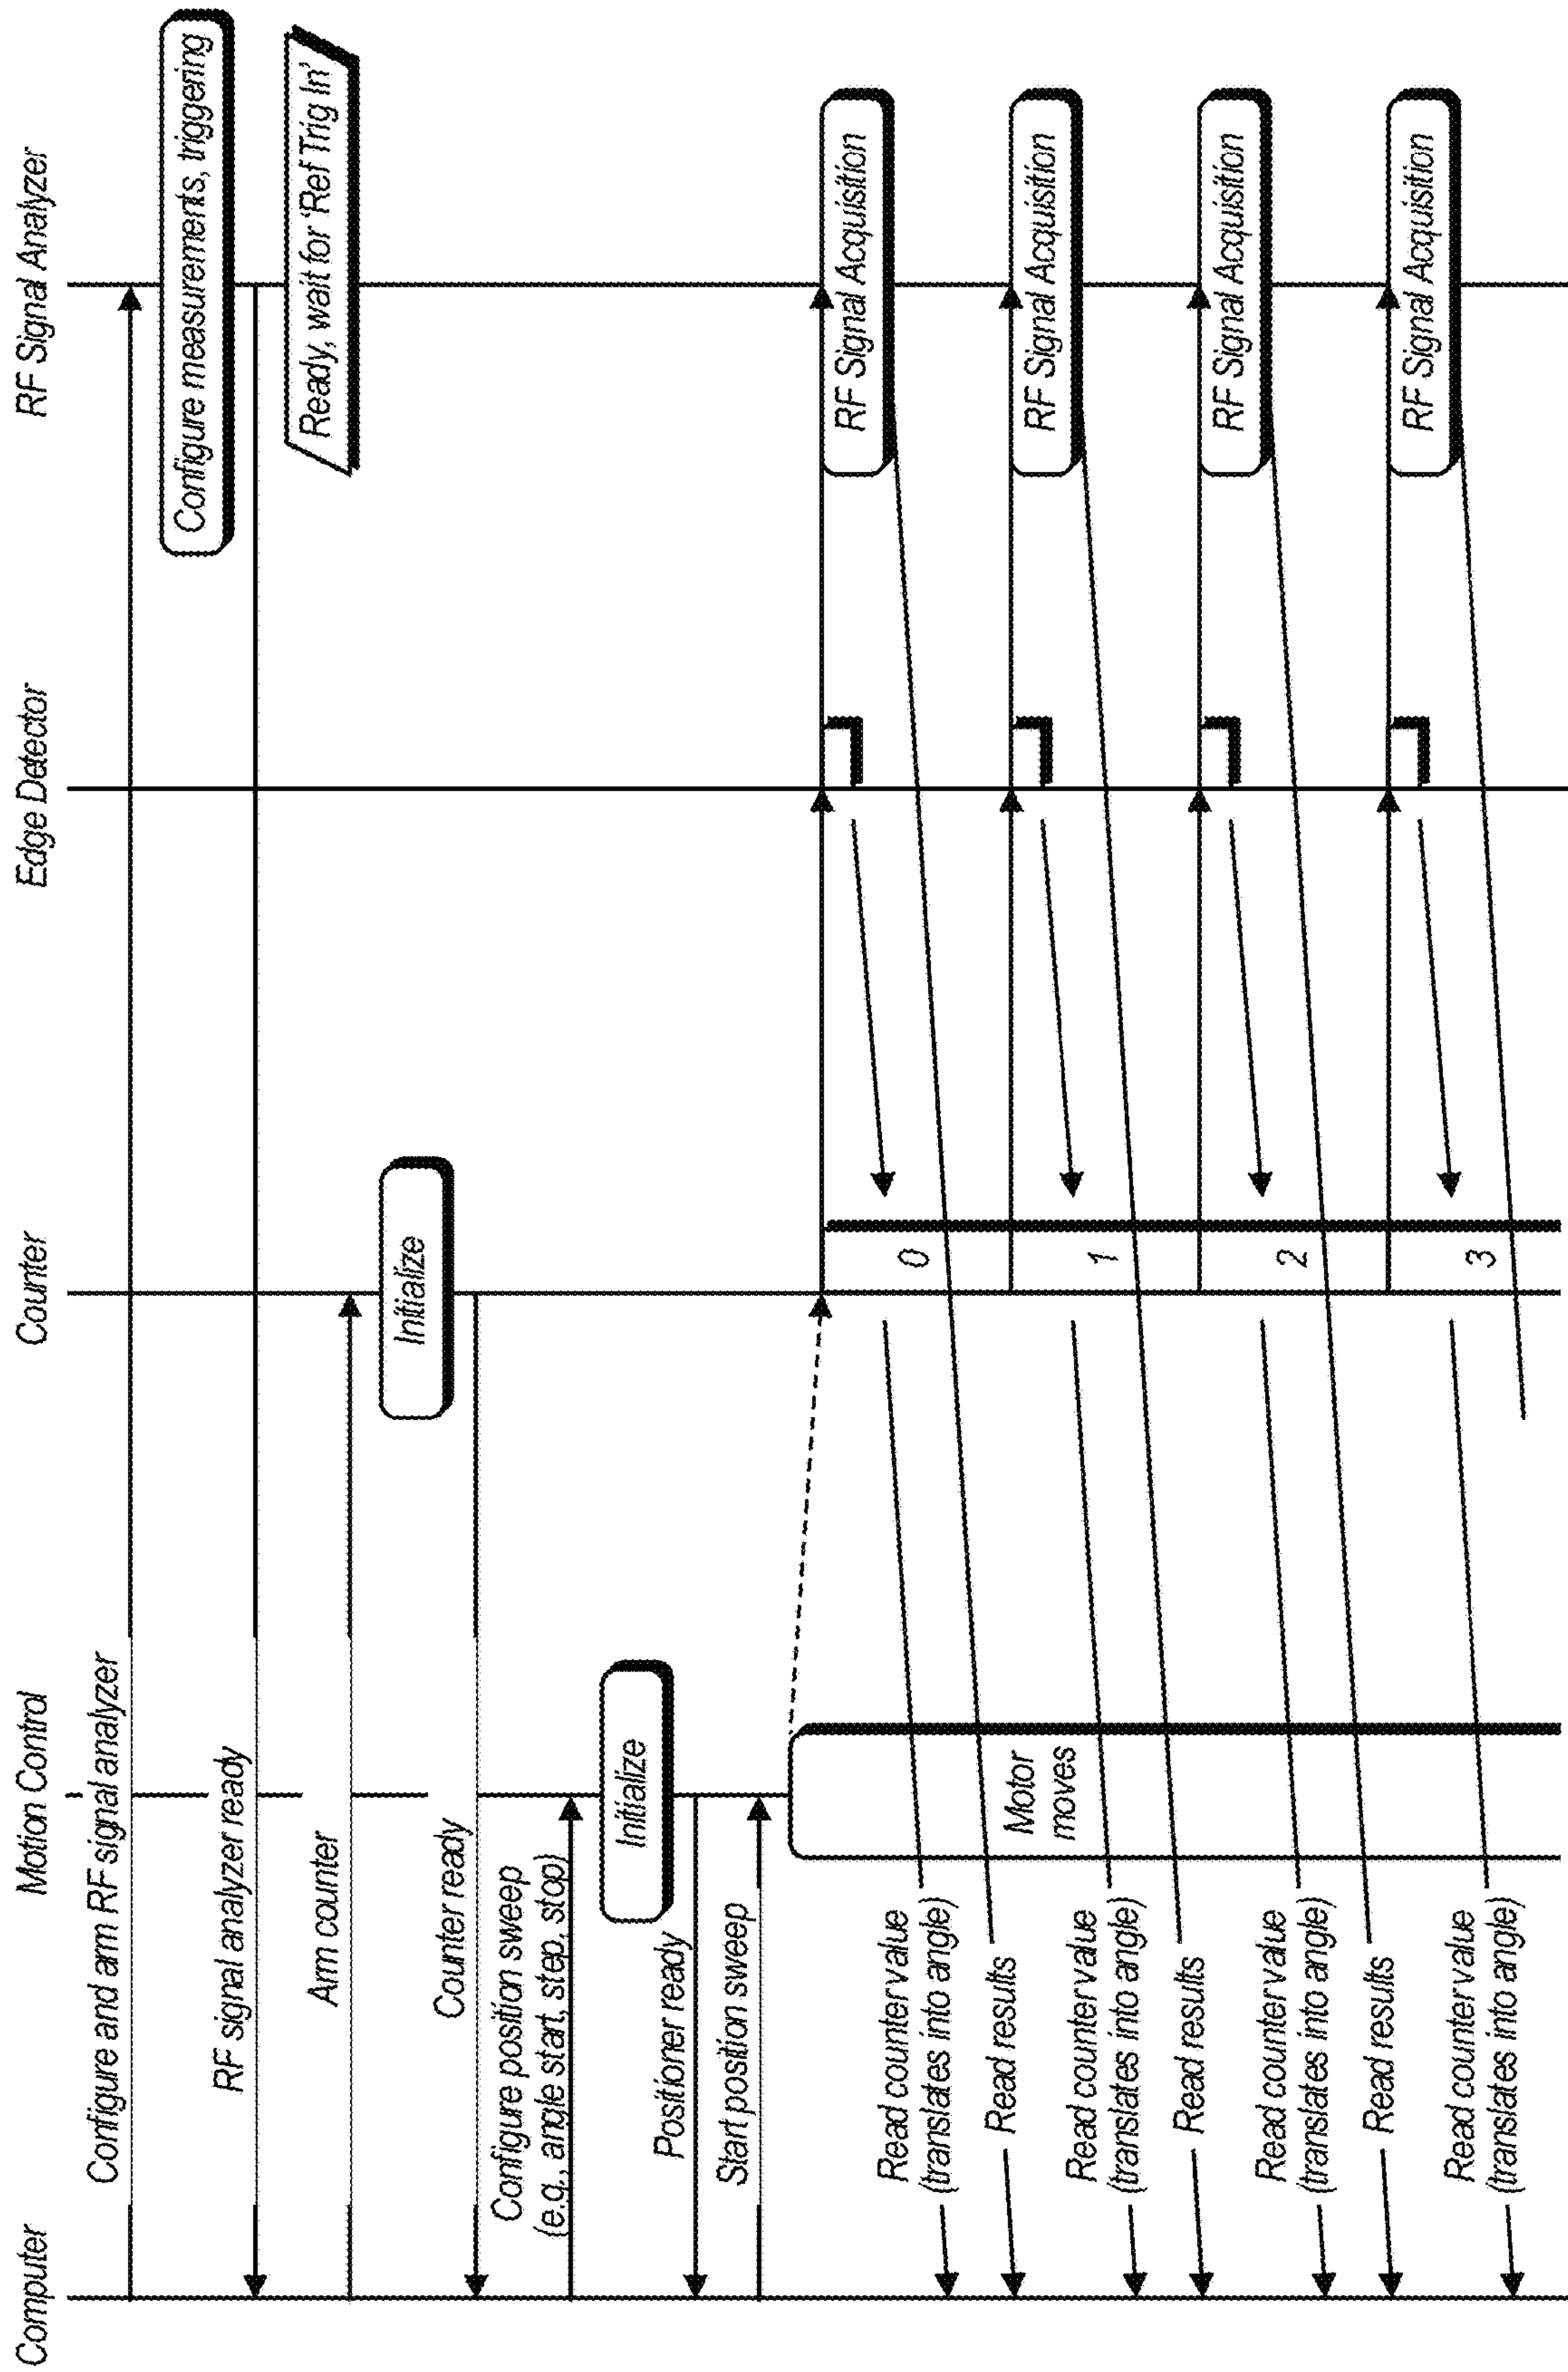 Computer
Motion Control
Counter
Edge Detector
RF Signal Analyzer
Configure and arm RF signal analyzer
Configure measurements, triggering
RF signal analyzer ready
Ready, wait for 'Ref Trig In'
Arm counter
Initialize
Counter ready
Configure position sweep
(e.g., angle start, step, stop)
Initialize
Positioner ready
Start position sweep
Motor
moves
RF Signal Acquisition
0
Read counter value
(translates into angle)
Read results
RF Signal Acquisition
1
Read counter value
(translates into angle)
Read results
RF Signal Acquisition
2
Read counter value
(translates into angle)
Read results
RF Signal Acquisition
3
Read counter value
(translates into angle)